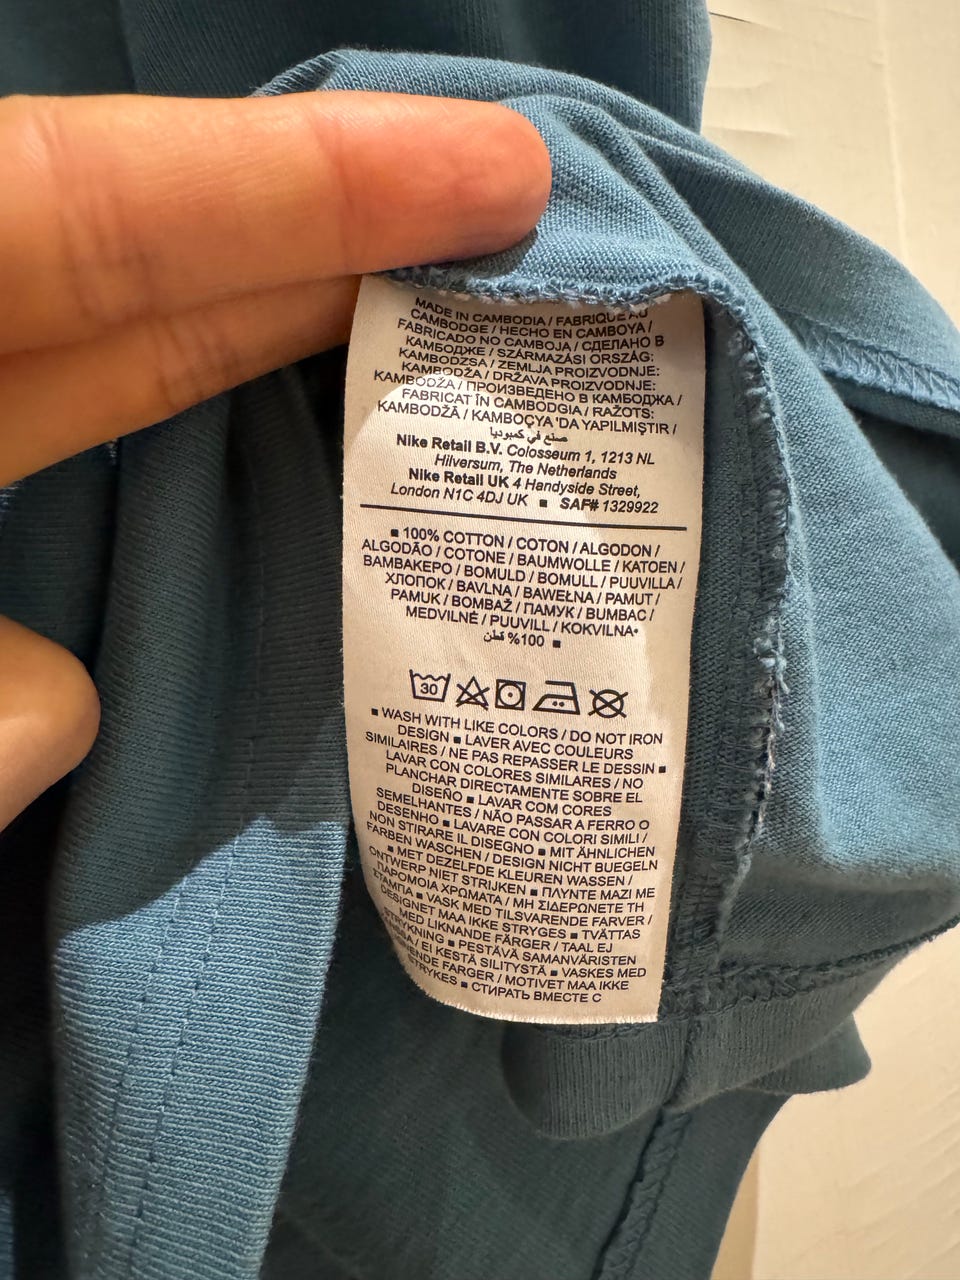 MADE IN CAMBODIA / FABRIQUÉ AU
CAMBODGE / HECHO EN CAMBOYA /
FABRICADO NO CAMBOJA / СДЕЛАНО В
КАМБОДЖЕ / SZÁRMAZÁSI ORSZÁG:
KAMBODZSA / ZEMLJA PROIZVODNJE:
KAMBODŽA / DRŽAVA PROIZVODNJE:
KAMBODŽA / ПРОИЗВЕДЕНО В КАМБОДЖА /
FABRICAT ÎN CAMBODGIA / RAŽOTS:
KAMBODŽĀ / KAMBOÇYA 'DA YAPILMIŞTIR /
صنع في كمبوديا
Nike Retail B.V. Colosseum 1, 1213 NL
Hilversum, The Netherlands
Nike Retail UK 4 Handyside Street,
London N1C 4DJ UK ■ SAF# 1329922
■ 100% COTTON / COTON / ALGODON /
ALGODÃO / COTONE / BAUMWOLLE / KATOEN /
ΒΑΜΒΑΚΕΡΟ / BOMULD / BOMULL / PUUVILLA /
ХЛОПОК / BAVLNA / BAWEŁNA / PAMUT /
PAMUK / BOMBAŽ / ПАМУК / BUMBAC /
MEDVILNĖ / PUUVILL / KOKVILNA•
100% قطن ■
30
■ WASH WITH LIKE COLORS / DO NOT IRON
DESIGN ■ LAVER AVEC COULEURS
SIMILAIRES / NE PAS REPASSER LE DESSIN ■
LAVAR CON COLORES SIMILARES / NO
PLANCHAR DIRECTAMENTE SOBRE EL
DISEÑO ■ LAVAR COM CORES
SEMELHANTES / NÃO PASSAR A FERRO O
DESENHO ■ LAVARE CON COLORI SIMILI /
NON STIRARE IL DISEGNO ■ MIT ÄHNLICHEN
FARBEN WASCHEN / DESIGN NICHT BUEGELN
■ MET DEZELFDE KLEUREN WASSEN /
ONTWERP NIET STRIJKEN ■ ΠΛΥΝΤΕ ΜΑΖΙ ΜΕ
ΠΑΡΟΜΟΙΑ ΧΡΩΜΑΤΑ / ΜΗ ΣΙΔΕΡΩΝΕΤΕ ΤΗ
ΣΤΑΜΠΑ ■ VASK MED TILSVARENDE FARVER /
DESIGNET MAA IKKE STRYGES ■ TVÄTTAS
MED LIKNANDE FÄRGER / TAAL EJ
STRYKNING ■ PESTÄVÄ SAMANVÄRISTEN
/ EI KESTÄ SILITYSTÄ ■ VASKES MED
FARGER / MOTIVET MAA IKKE
STRYKES ■ СТИРАТЬ ВМЕСТЕ С